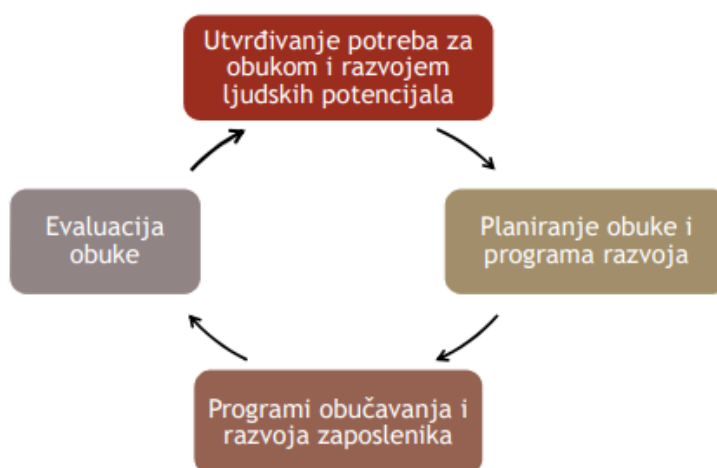 Utvrđivanje potreba za
obukom i razvojem
ljudskih potencijala
Planiranje obuke i
programa razvoja
Programi obučavanja i
razvoja zaposlenika
Evaluacija
obuke